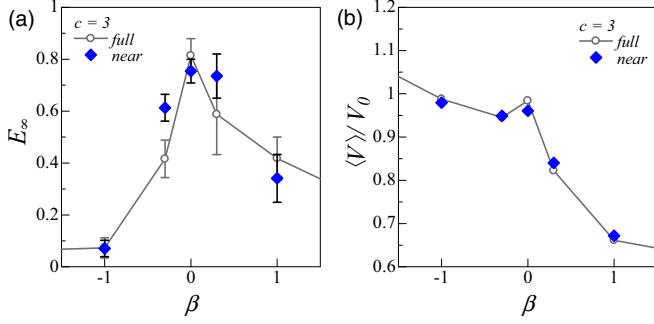 (a)
c = 3
full
near
E∞
1
0.8
0.6
0.4
0.2
0
-1
0
1
β
(b)
c = 3
full
near
⟨V⟩/ V0
1.2
1.1
1
0.9
0.8
0.7
0.6
-1
0
1
β